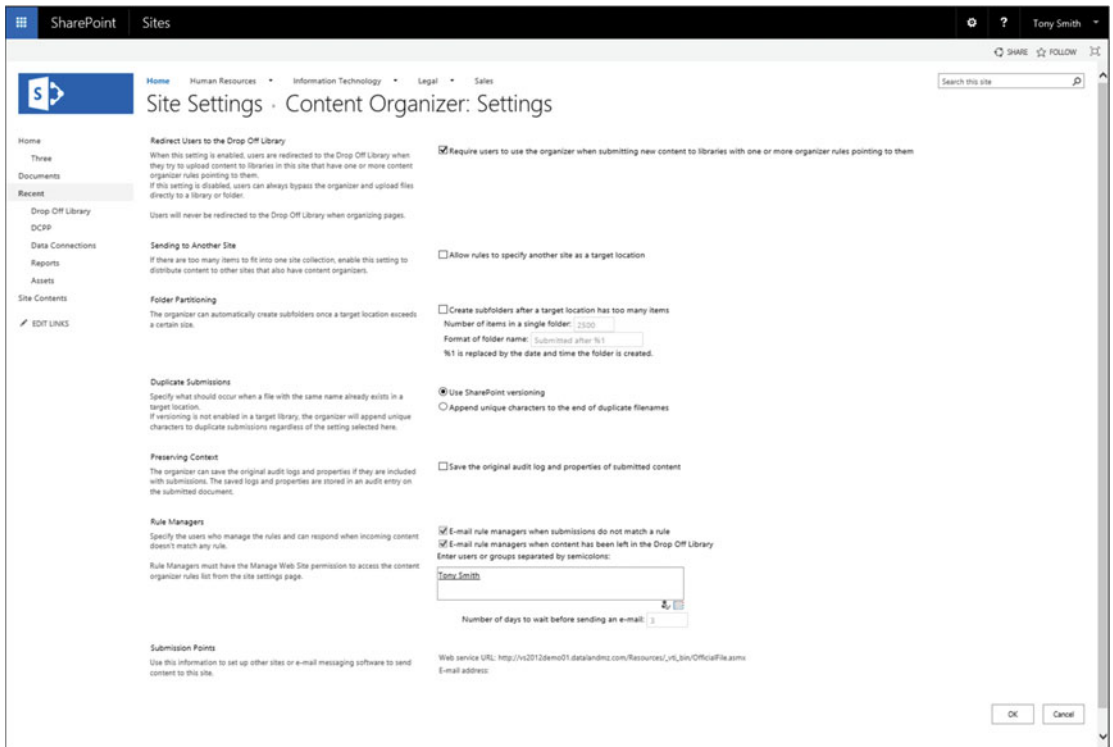 SharePoint Sites
? Tony Smith
SHARE FOLLOW
S
Home Human Resources Information Technology Legal Sales
Search this site
Site Settings · Content Organizer: Settings
Home
Three
Documents
Recent
Drop Off Library
DCPP
Data Connections
Reports
Assets
Site Contents
EDIT LINKS
Redirect Users to the Drop Off Library
When this setting is enabled, users are redirected to the Drop Off Library when
they try to upload content to libraries in this site that have one or more content
organizer rules pointing to them.
If this setting is disabled, users can always bypass the organizer and upload files
directly to a library or folder.
Users will never be redirected to the Drop Off Library when organizing pages.
Require users to use the organizer when submitting new content to libraries with one or more organizer rules pointing to them
Sending to Another Site
If there are too many items to fit into one site collection, enable this setting to
distribute content to other sites that also have content organizers.
Allow rules to specify another site as a target location
Folder Partitioning
The organizer can automatically create subfolders once a target location exceeds
a certain size.
Create subfolders after a target location has too many items
Number of items in a single folder: 2500
Format of folder name: Submitted after %1
%1 is replaced by the date and time the folder is created.
Duplicate Submissions
Specify what should occur when a file with the same name already exists in a
target location.
If versioning is not enabled in a target library, the organizer will append unique
characters to duplicate submissions regardless of the setting selected here.
Use SharePoint versioning
Append unique characters to the end of duplicate filenames
Preserving Context
The organizer can save the original audit logs and properties if they are included
with submissions. The saved logs and properties are stored in an audit entry on
the submitted document.
Save the original audit log and properties of submitted content
Rule Managers
Specify the users who manage the rules and can respond when incoming content
doesn't match any rule.
Rule Managers must have the Manage Web Site permission to access the content
organizer rules list from the site settings page.
E-mail rule managers when submissions do not match a rule
E-mail rule managers when content has been left in the Drop Off Library
Enter users or groups separated by semicolons:
Tony Smith
Number of days to wait before sending an e-mail: 3
Submission Points
Use this information to set up other sites or e-mail messaging software to send
content to this site.
Web service URL: http://vs2012demo01.datalandmz.com/Resources/_vti_bin/OfficialFile.asmx
E-mail address:
OK Cancel